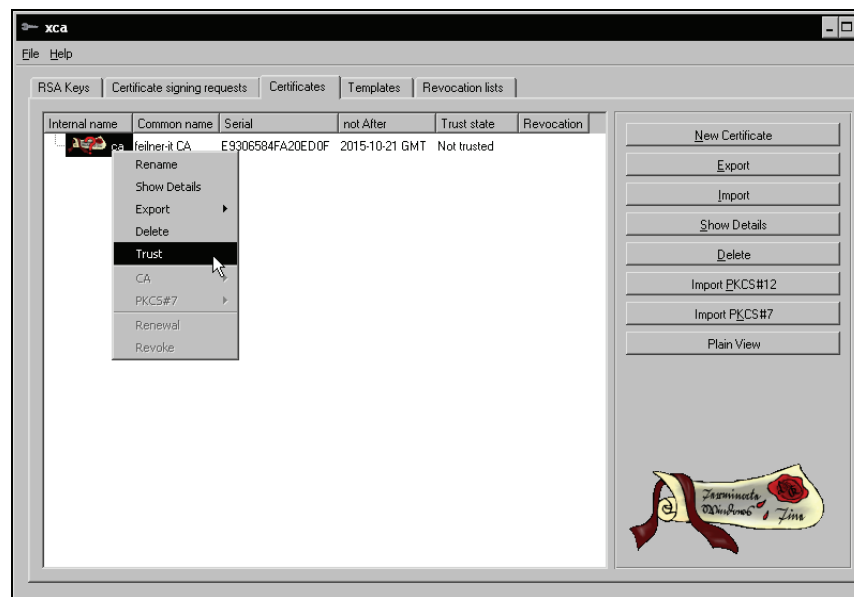 xca
File Help
RSA Keys Certificate signing requests Certificates Templates Revocation lists
Internal name Common name Serial not After Trust state Revocation
ca feilner-it CA E9306584FA20ED0F 2015-10-21 GMT Not trusted
Rename
Show Details
Export
Delete
Trust
CA
PKCS#7
Renewal
Revoke
New Certificate
Export
Import
Show Details
Delete
Import PKCS#12
Import PKCS#7
Plain View